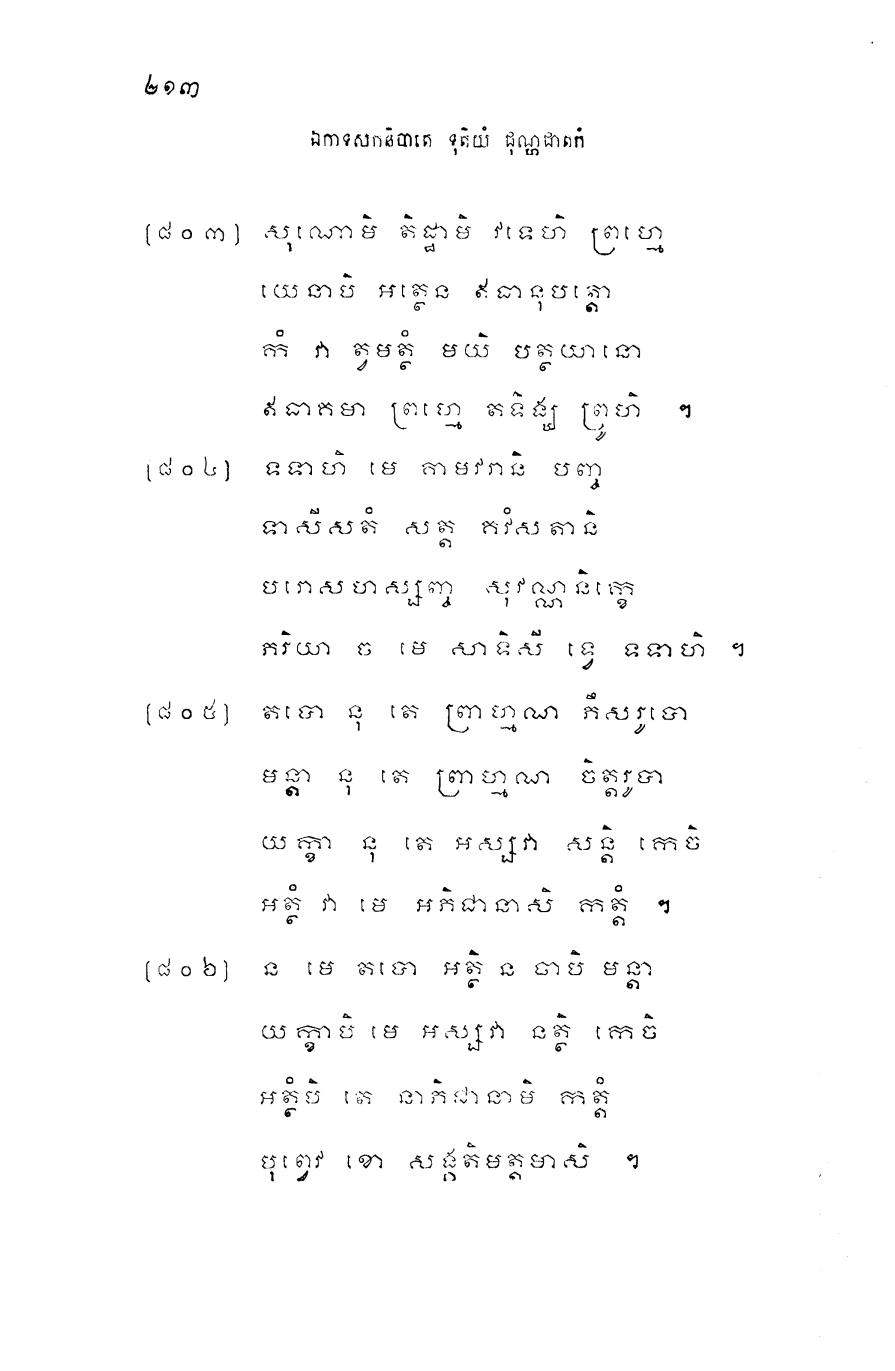 ២១៣
ឯកាទសកនិបាតេ ទុតិយំ ជុណ្ហជាតកំ
[៨០៣] សុណោមិ តិដ្ឋាមិ វទេហិ ព្រហ្មេ
យេនាបិ អត្ថេន ឥធានុបត្តោ
កំ វា ត្វមត្ថំ មយិ បត្ថយានោ
ឥធាគមា ព្រហ្មេ តទិង្ឃ ព្រូហិ ។
[៨០៤] ទទាហិ មេ គាមវរានិ បញ្ច
ទាសីសតំ សត្ត គវំសតានិ
បរោសហស្សញ្ច សុវណ្ណនិក្ខេ
ភរិយា ច មេ សាទិសី ទ្វេ ទទាហិ ។
[៨០៥] តបោ នុ តេ ព្រាហ្មណ ភឹសរូបោ
មន្តា នុ តេ ព្រាហ្មណ ចិត្តរូបា
យក្ខា នុ តេ អស្សវា សន្តិ កេចិ
អត្ថំ វា មេ អភិជានាសិ កត្តំ ។
[៨០៦] ន មេ តបោ អត្ថិ ន ចាបិ មន្តា
យក្ខាបិ មេ អស្សវា នត្ថិ កេចិ
អត្ថំបិ តេ នាភិជានាមិ កត្តំ
បុព្វេវ ខោ សង្គតិមត្តមាសិ ។